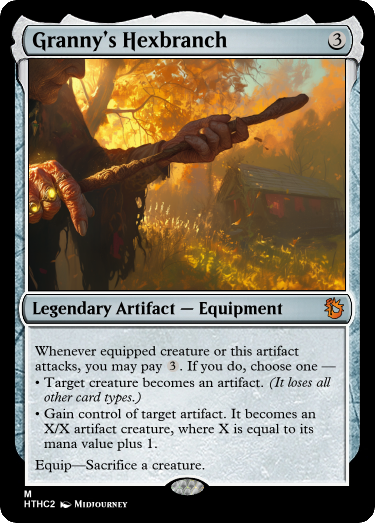 Granny's Hexbranch 3
Legendary Artifact — Equipment
Whenever equipped creature or this artifact
attacks, you may pay 3. If you do, choose one —
• Target creature becomes an artifact. (It loses all
other card types.)
• Gain control of target artifact. It becomes an
X/X artifact creature, where X is equal to its
mana value plus 1.
Equip—Sacrifice a creature.
M
HTHC2 Midjourney